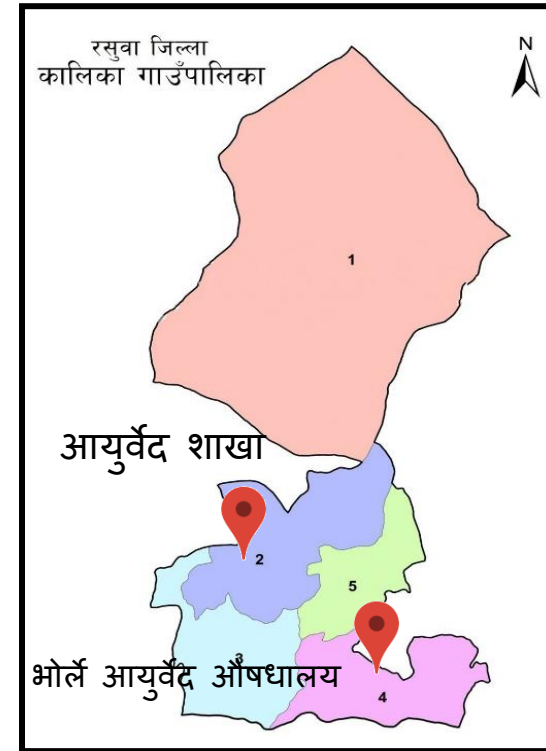 रसुवा जिल्ला
कालिका गाउँपालिका
N
1
आयुर्वेद शाखा
2
5
3
भोर्ले आयुर्वेद औषधालय
4